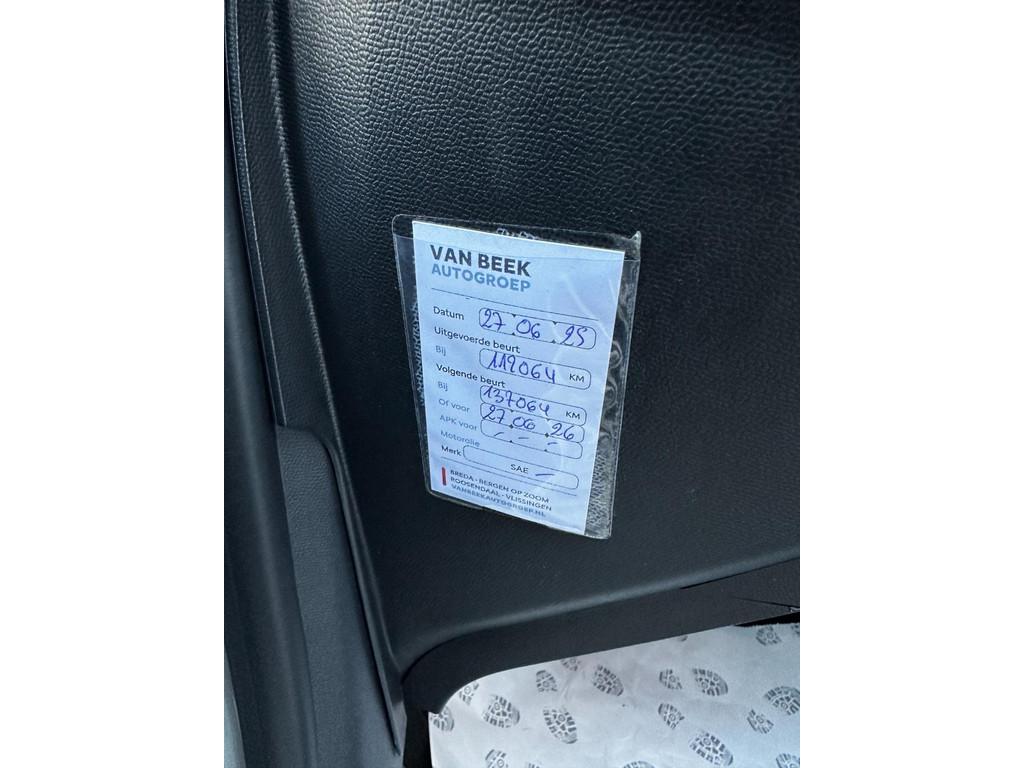 VAN BEEK
AUTOGROEP
Datum 27.06.25
Uitgevoerde beurt
Bij 112064 KM
Volgende beurt
Bij 137064 KM
Of voor 27.06.26
APK voor - - -
Motorolie
Merk SAE -
BREDA - BERGEN OP ZOOM
ROOSENDAAL - VLISSINGEN
VANBEEKAUTOGROEP.NL